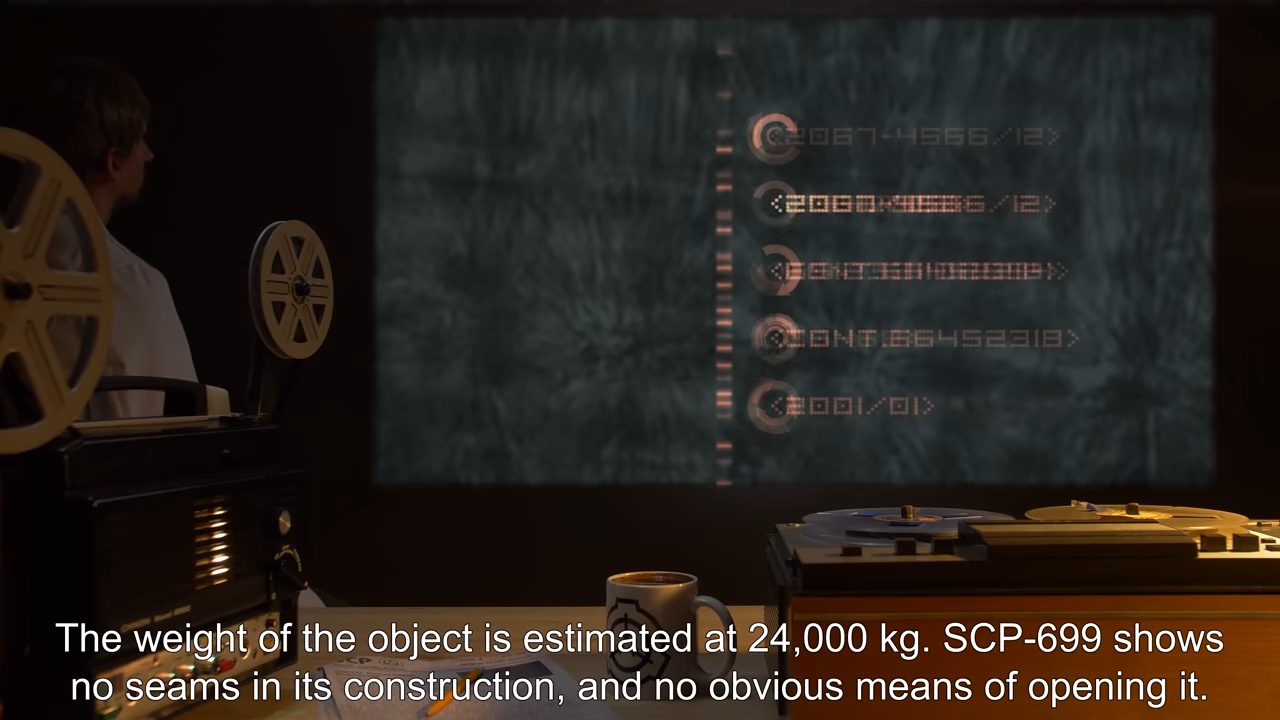 <2067-4566/12>
<2001/01>
SCP
The weight of the object is estimated at 24,000 kg. SCP-699 shows
no seams in its construction, and no obvious means of opening it.